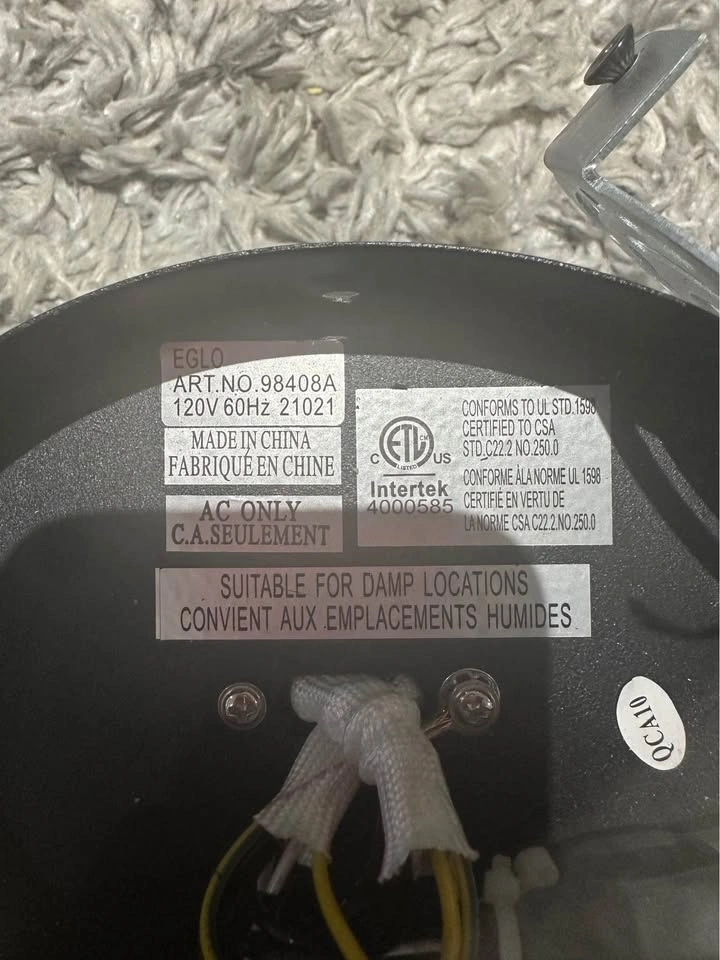 EGLO
ART.NO.98408A
120V 60Hz 21021
MADE IN CHINA
FABRIQUÉ EN CHINE
AC ONLY
C.A.SEULEMENT
C ETL CM US
LISTED
Intertek
4000585
CONFORMS TO UL STD.1598
CERTIFIED TO CSA
STD.C22.2 NO.250.0
CONFORME ÀLA NORME UL 1598
CERTIFIÉ EN VERTU DE
LA NORME CSA C22.2.NO.250.0
SUITABLE FOR DAMP LOCATIONS
CONVIENT AUX EMPLACEMENTS HUMIDES
QCA10